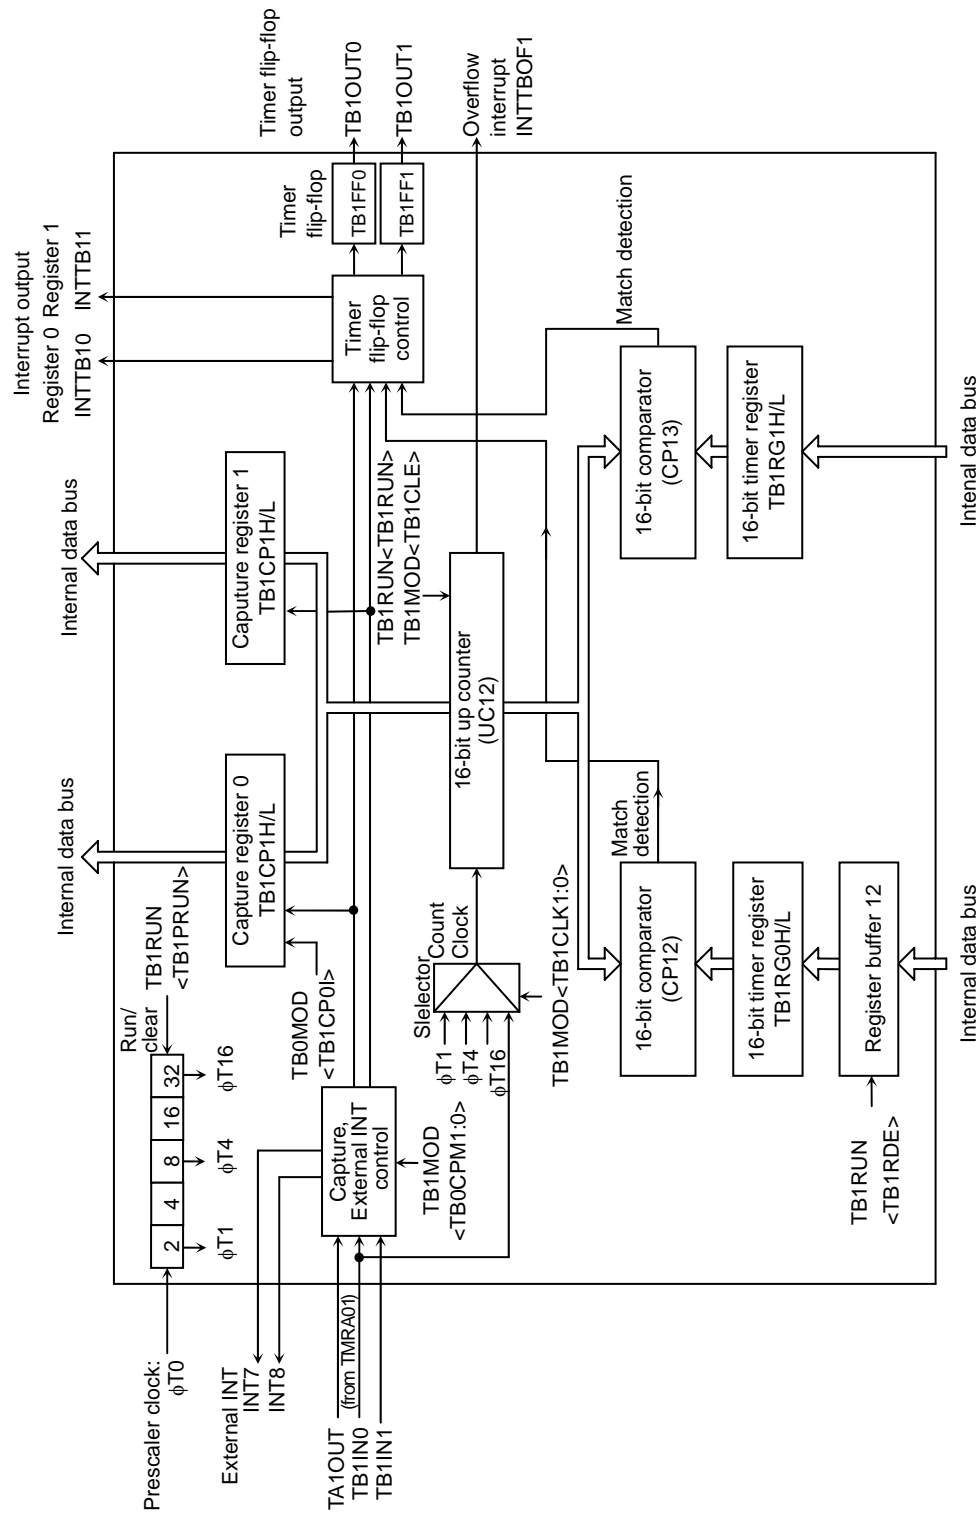 Prescaler clock:
ϕT0
2
4
8
16
32
Run/
clear
TB1RUN
<TB1PRUN>
ϕT1
ϕT4
ϕT16
Internal data bus
Internal data bus
Interrupt output
Register 0 Register 1
INTTB10 INTTB11
External INT
INT7
INT8
TA1OUT
(from TMRA01)
TB1IN0
TB1IN1
Capture,
External INT
control
TB0MOD
<TB1CP0I>
TB1MOD
<TB0CPM1:0>
Capture register 0
TB1CP1H/L
Caputure register 1
TB1CP1H/L
TB1RUN<TB1RUN>
TB1MOD<TB1CLE>
Timer
flip-flop
control
Timer
flip-flop
TB1FF0
TB1FF1
Timer flip-flop
output
TB1OUT0
TB1OUT1
Slelector
Count
Clock
ϕT1
ϕT4
ϕT16
TB1MOD<TB1CLK1:0>
16-bit up counter
(UC12)
Overflow
interrupt
INTTBOF1
Match
detection
Match detection
16-bit comparator
(CP12)
16-bit comparator
(CP13)
16-bit timer register
TB1RG0H/L
16-bit timer register
TB1RG1H/L
Register buffer 12
TB1RUN
<TB1RDE>
Internal data bus
Intenal data bus